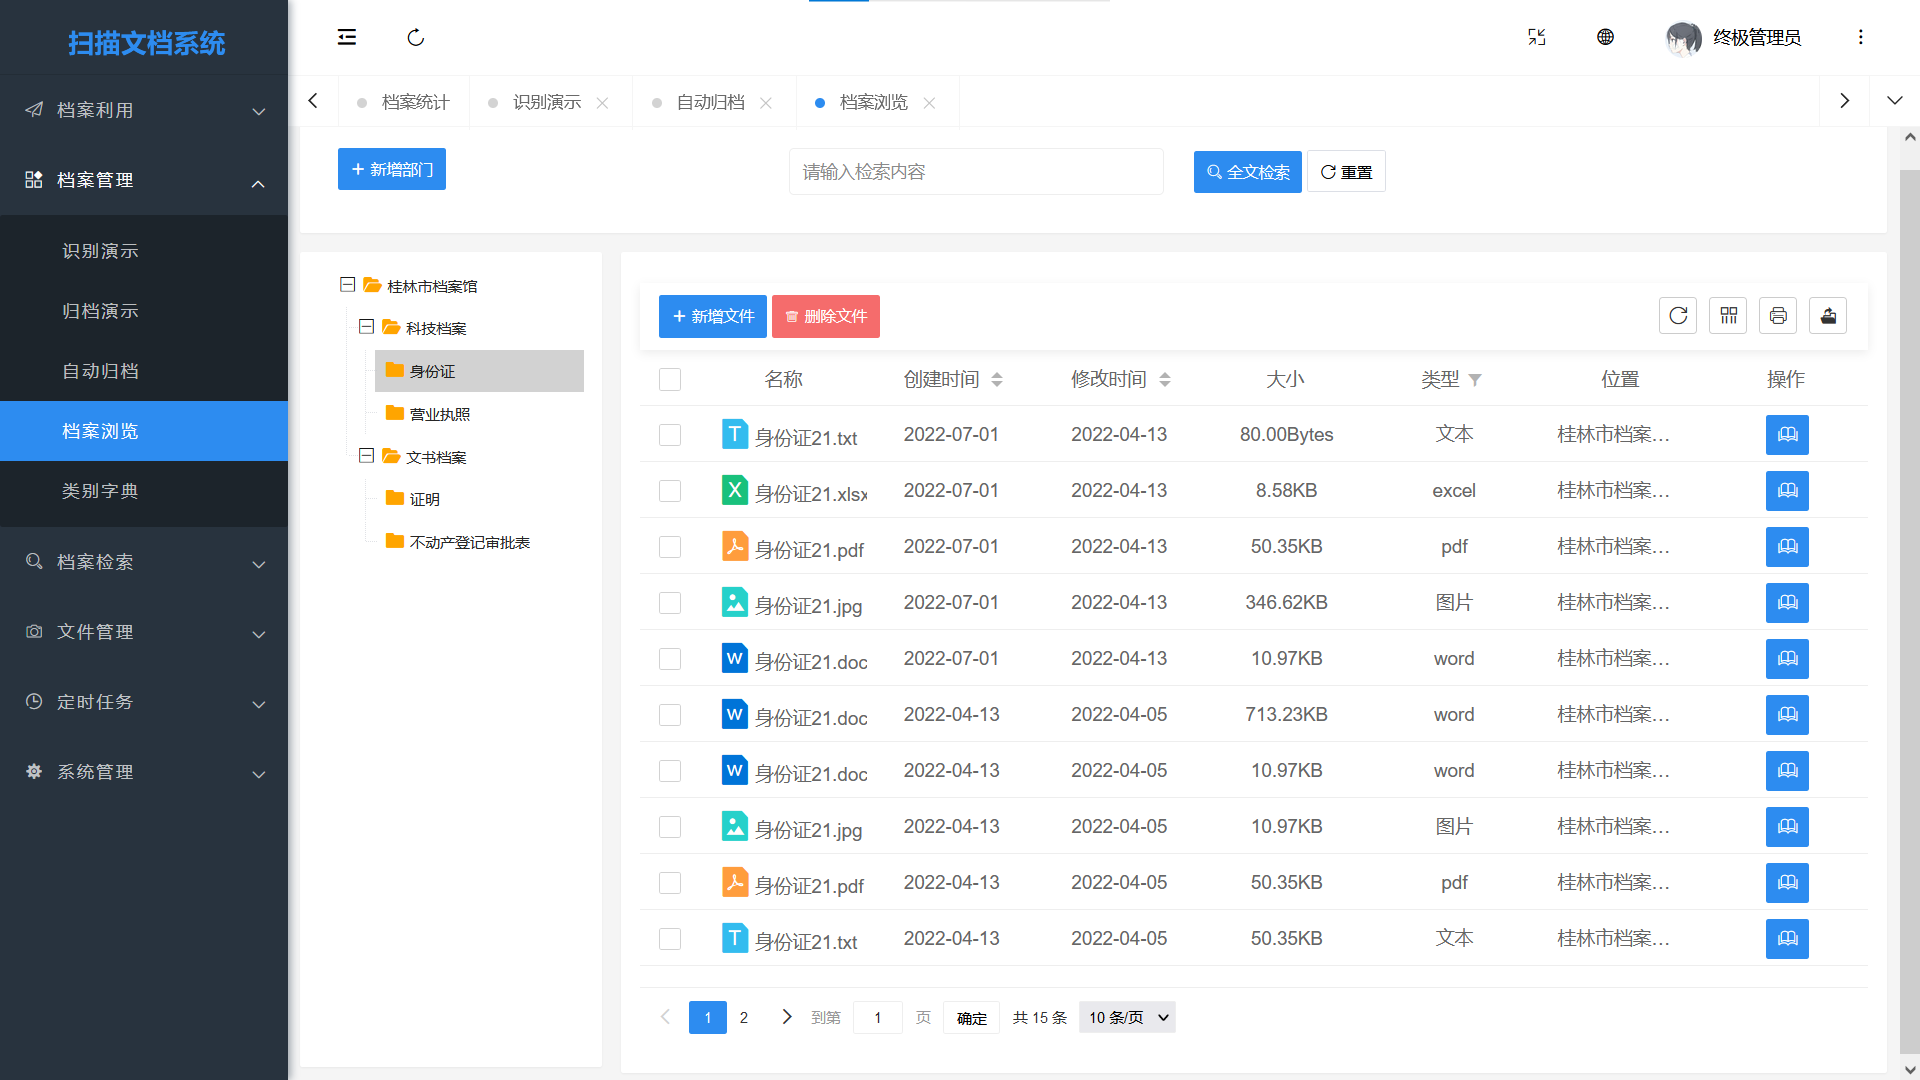 扫描文档系统
终极管理员
档案利用
档案管理
识别演示
归档演示
自动归档
档案浏览
类别字典
档案检索
文件管理
定时任务
系统管理
档案统计 识别演示 自动归档 档案浏览
新增部门 请输入检索内容 全文检索 重置
桂林市档案馆
科技档案
身份证
营业执照
文书档案
证明
不动产登记审批表
新增文件 删除文件
名称 创建时间 修改时间 大小 类型 位置 操作
身份证21.txt 2022-07-01 2022-04-13 80.00Bytes 文本 桂林市档案...
身份证21.xlsx 2022-07-01 2022-04-13 8.58KB excel 桂林市档案...
身份证21.pdf 2022-07-01 2022-04-13 50.35KB pdf 桂林市档案...
身份证21.jpg 2022-07-01 2022-04-13 346.62KB 图片 桂林市档案...
身份证21.doc 2022-07-01 2022-04-13 10.97KB word 桂林市档案...
身份证21.doc 2022-04-13 2022-04-05 713.23KB word 桂林市档案...
身份证21.doc 2022-04-13 2022-04-05 10.97KB word 桂林市档案...
身份证21.jpg 2022-04-13 2022-04-05 10.97KB 图片 桂林市档案...
身份证21.pdf 2022-04-13 2022-04-05 50.35KB pdf 桂林市档案...
身份证21.txt 2022-04-13 2022-04-05 50.35KB 文本 桂林市档案...
1 2 到第 1 页 确定 共 15 条 10 条/页